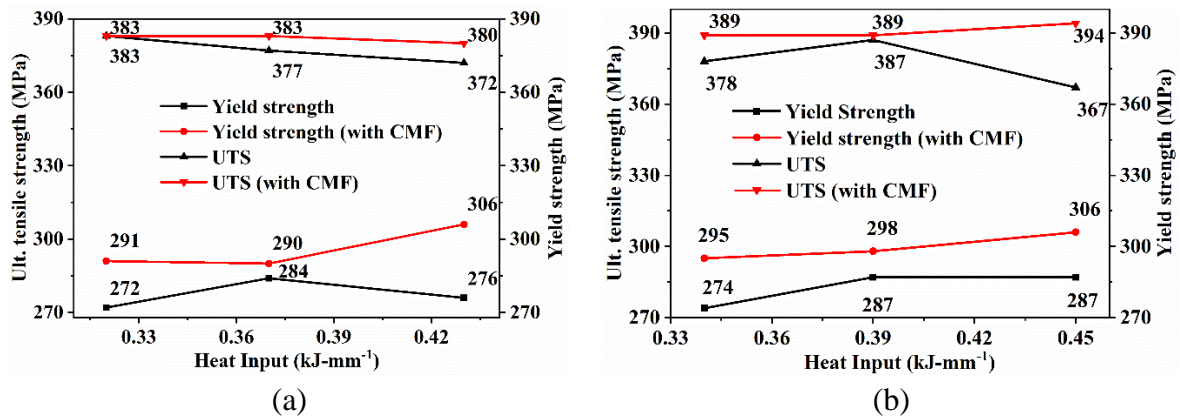 390
360
330
300
270
Ult. tensile strength (MPa)
383
383
383
377
380
372
Yield strength
Yield strength (with CMF)
UTS
UTS (with CMF)
291
290
306
272
284
276
390
360
330
300
270
Yield strength (MPa)
0.33 0.36 0.39 0.42
Heat Input (kJ-mm⁻¹)
(a)
390
360
330
300
270
Ult. tensile strength (MPa)
389
389
394
378
387
367
Yield Strength
Yield strength (with CMF)
UTS
UTS (with CMF)
295
298
306
274
287
287
390
360
330
300
270
Yield strength (MPa)
0.33 0.36 0.39 0.42 0.45
Heat Input (kJ-mm⁻¹)
(b)